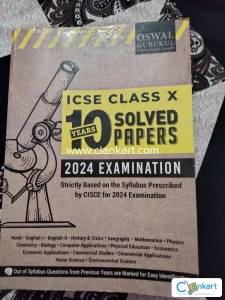 OSWAL
GURUKUL
www.clankart.com
ICSE CLASS X
10 YEARS SOLVED
PAPERS
2024 EXAMINATION
Strictly Based on the Syllabus Prescribed
by CISCE for 2024 Examination
Hindi • English-I • English-II • History & Civics • Geography • Mathematics • Physics
Chemistry • Biology • Computer Applications • Physical Education • Economics
Economic Applications • Commercial Studies • Commercial Applications
Home Science • Environmental Science
Out of Syllabus Questions from Previous Years are Marked for Easy Identification
Clankart